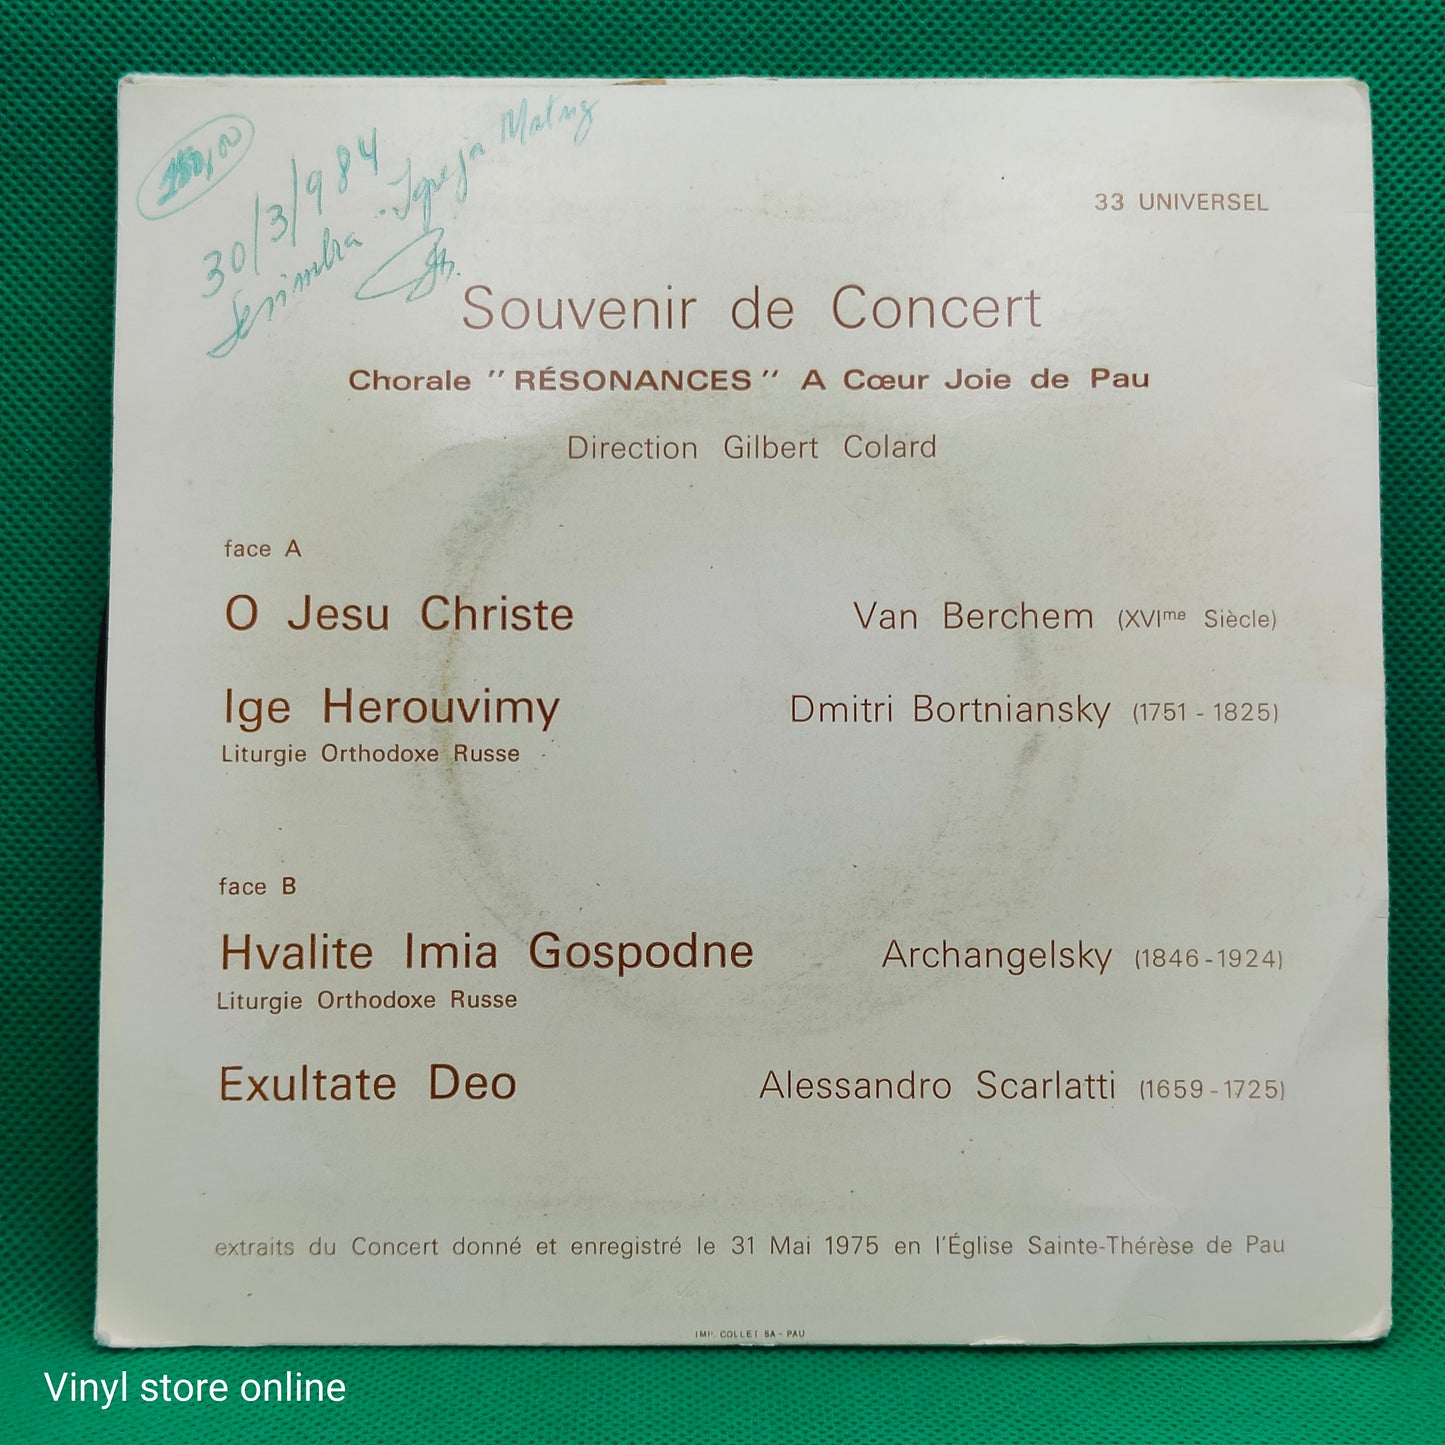 30/3/984
Igreja Matriz
33 UNIVERSEL
Souvenir de Concert
Chorale "RÉSONANCES" A Cœur Joie de Pau
Direction Gilbert Colard
face A
O Jesu Christe Van Berchem (XVIme Siècle)
Ige Herouvimy Dmitri Bortniansky (1751 - 1825)
Liturgie Orthodoxe Russe
face B
Hvalite Imia Gospodne Archangelsky (1846-1924)
Liturgie Orthodoxe Russe
Exultate Deo Alessandro Scarlatti (1659-1725)
extraits du Concert donné et enregistré le 31 Mai 1975 en l'Église Sainte-Thérèse de Pau
IMP. COLLET SA - PAU
Vinyl store online